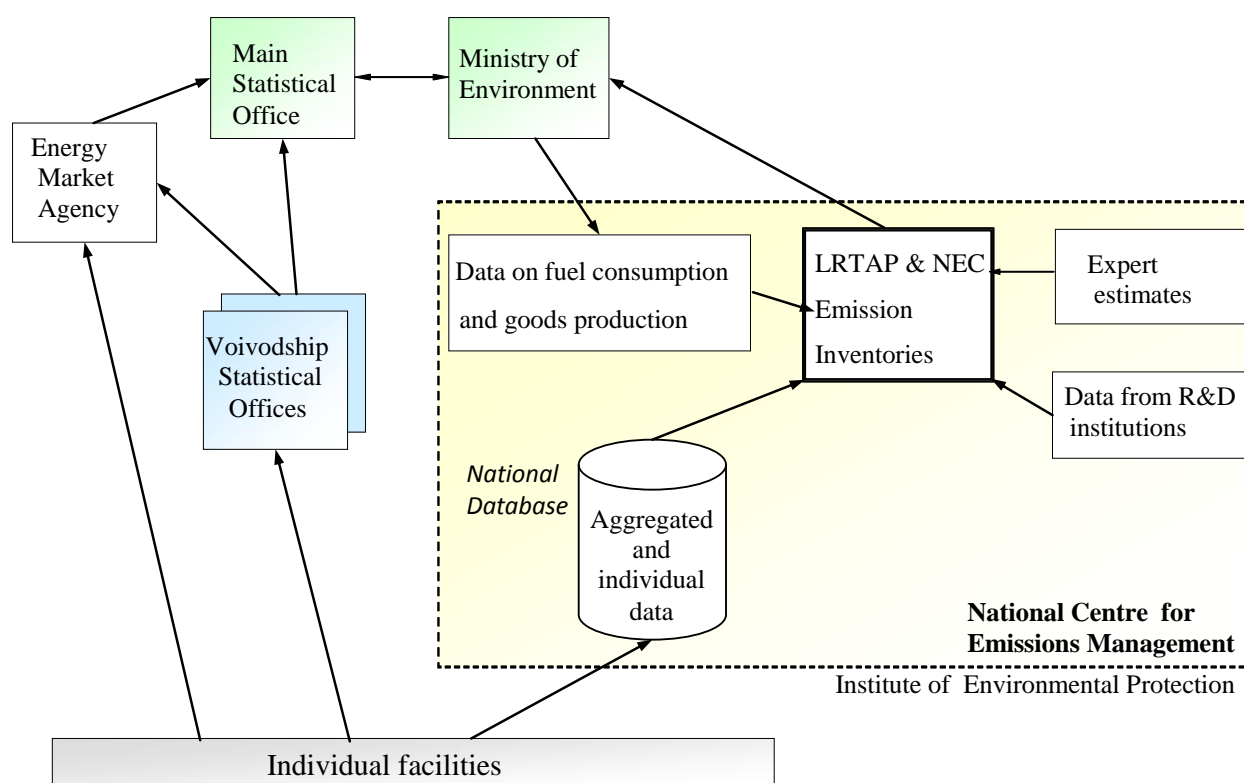 Main
Statistical
Office
Ministry of
Environment
Energy
Market
Agency
Data on fuel consumption
and goods production
LRTAP & NEC
Emission
Inventories
Expert
estimates
Voivodship
Statistical
Offices
Data from R&D
institutions
National
Database
Aggregated
and
individual
data
National Centre for
Emissions Management
Institute of Environmental Protection
Individual facilities